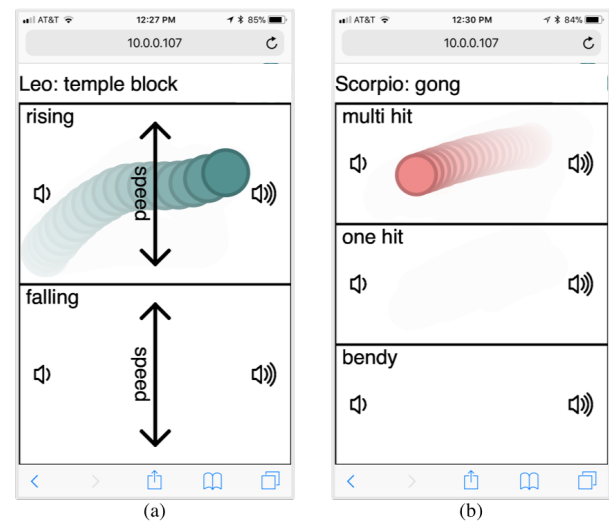 AT&T 12:27 PM 85%
10.0.0.107
Leo: temple block
rising
speed
falling
speed
(a)
AT&T 12:30 PM 84%
10.0.0.107
Scorpio: gong
multi hit
one hit
bendy
(b)